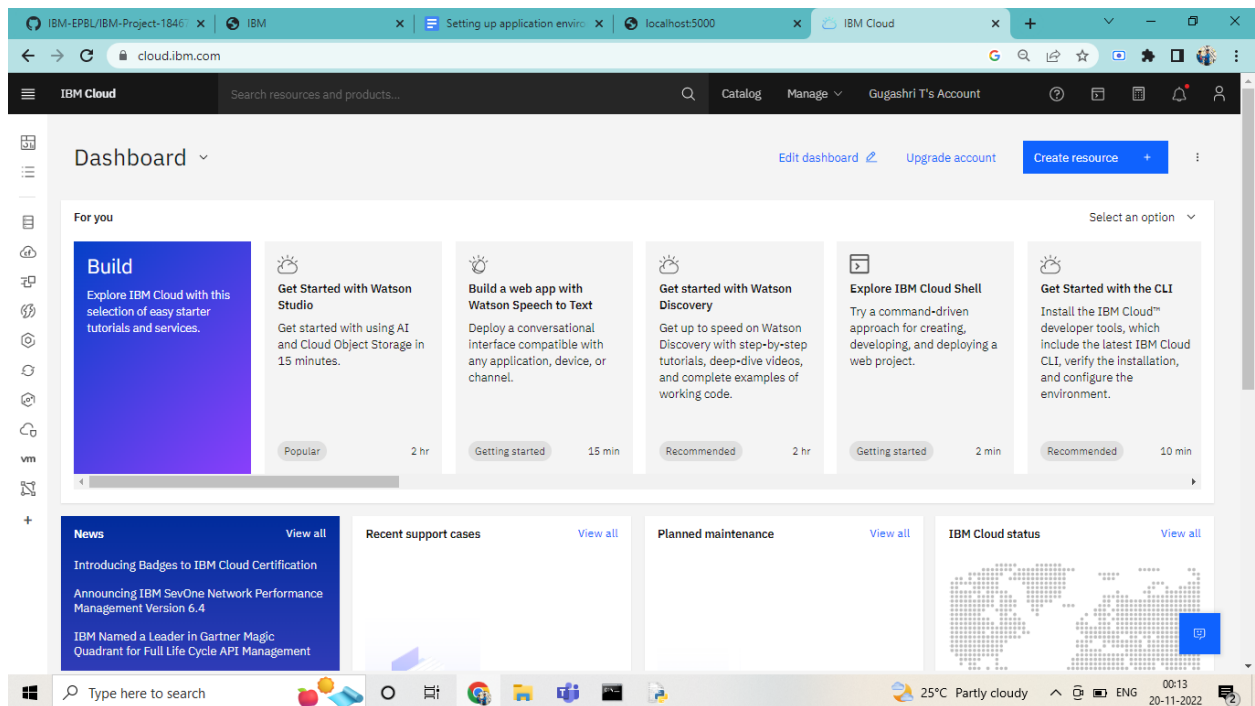 IBM-EPBL/IBM-Project-18467
IBM
Setting up application enviro
localhost:5000
IBM Cloud
cloud.ibm.com
IBM Cloud
Search resources and products...
Catalog
Manage
Gugashri T's Account
Dashboard
Edit dashboard
Upgrade account
Create resource +
For you
Select an option
Build
Explore IBM Cloud with this
selection of easy starter
tutorials and services.
Get Started with Watson
Studio
Get started with using AI
and Cloud Object Storage in
15 minutes.
Popular
2 hr
Build a web app with
Watson Speech to Text
Deploy a conversational
interface compatible with
any application, device, or
channel.
Getting started
15 min
Get started with Watson
Discovery
Get up to speed on Watson
Discovery with step-by-step
tutorials, deep-dive videos,
and complete examples of
working code.
Recommended
2 hr
Explore IBM Cloud Shell
Try a command-driven
approach for creating,
developing, and deploying a
web project.
Getting started
2 min
Get Started with the CLI
Install the IBM Cloud™
developer tools, which
include the latest IBM Cloud
CLI, verify the installation,
and configure the
environment.
Recommended
10 min
vm
News
View all
Introducing Badges to IBM Cloud Certification
Announcing IBM SevOne Network Performance
Management Version 6.4
IBM Named a Leader in Gartner Magic
Quadrant for Full Life Cycle API Management
Recent support cases
View all
Planned maintenance
View all
IBM Cloud status
View all
Type here to search
25°C Partly cloudy
ENG
00:13
20-11-2022
2